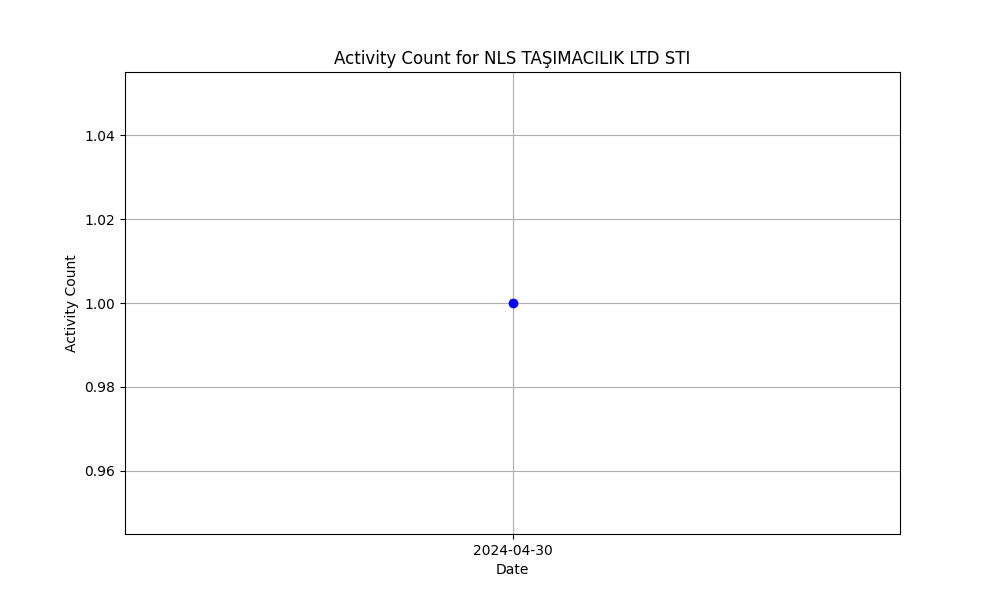 Activity Count for NLS TAŞIMACILIK LTD STI
1.04
1.02
1.00
0.98
0.96
Activity Count
2024-04-30
Date